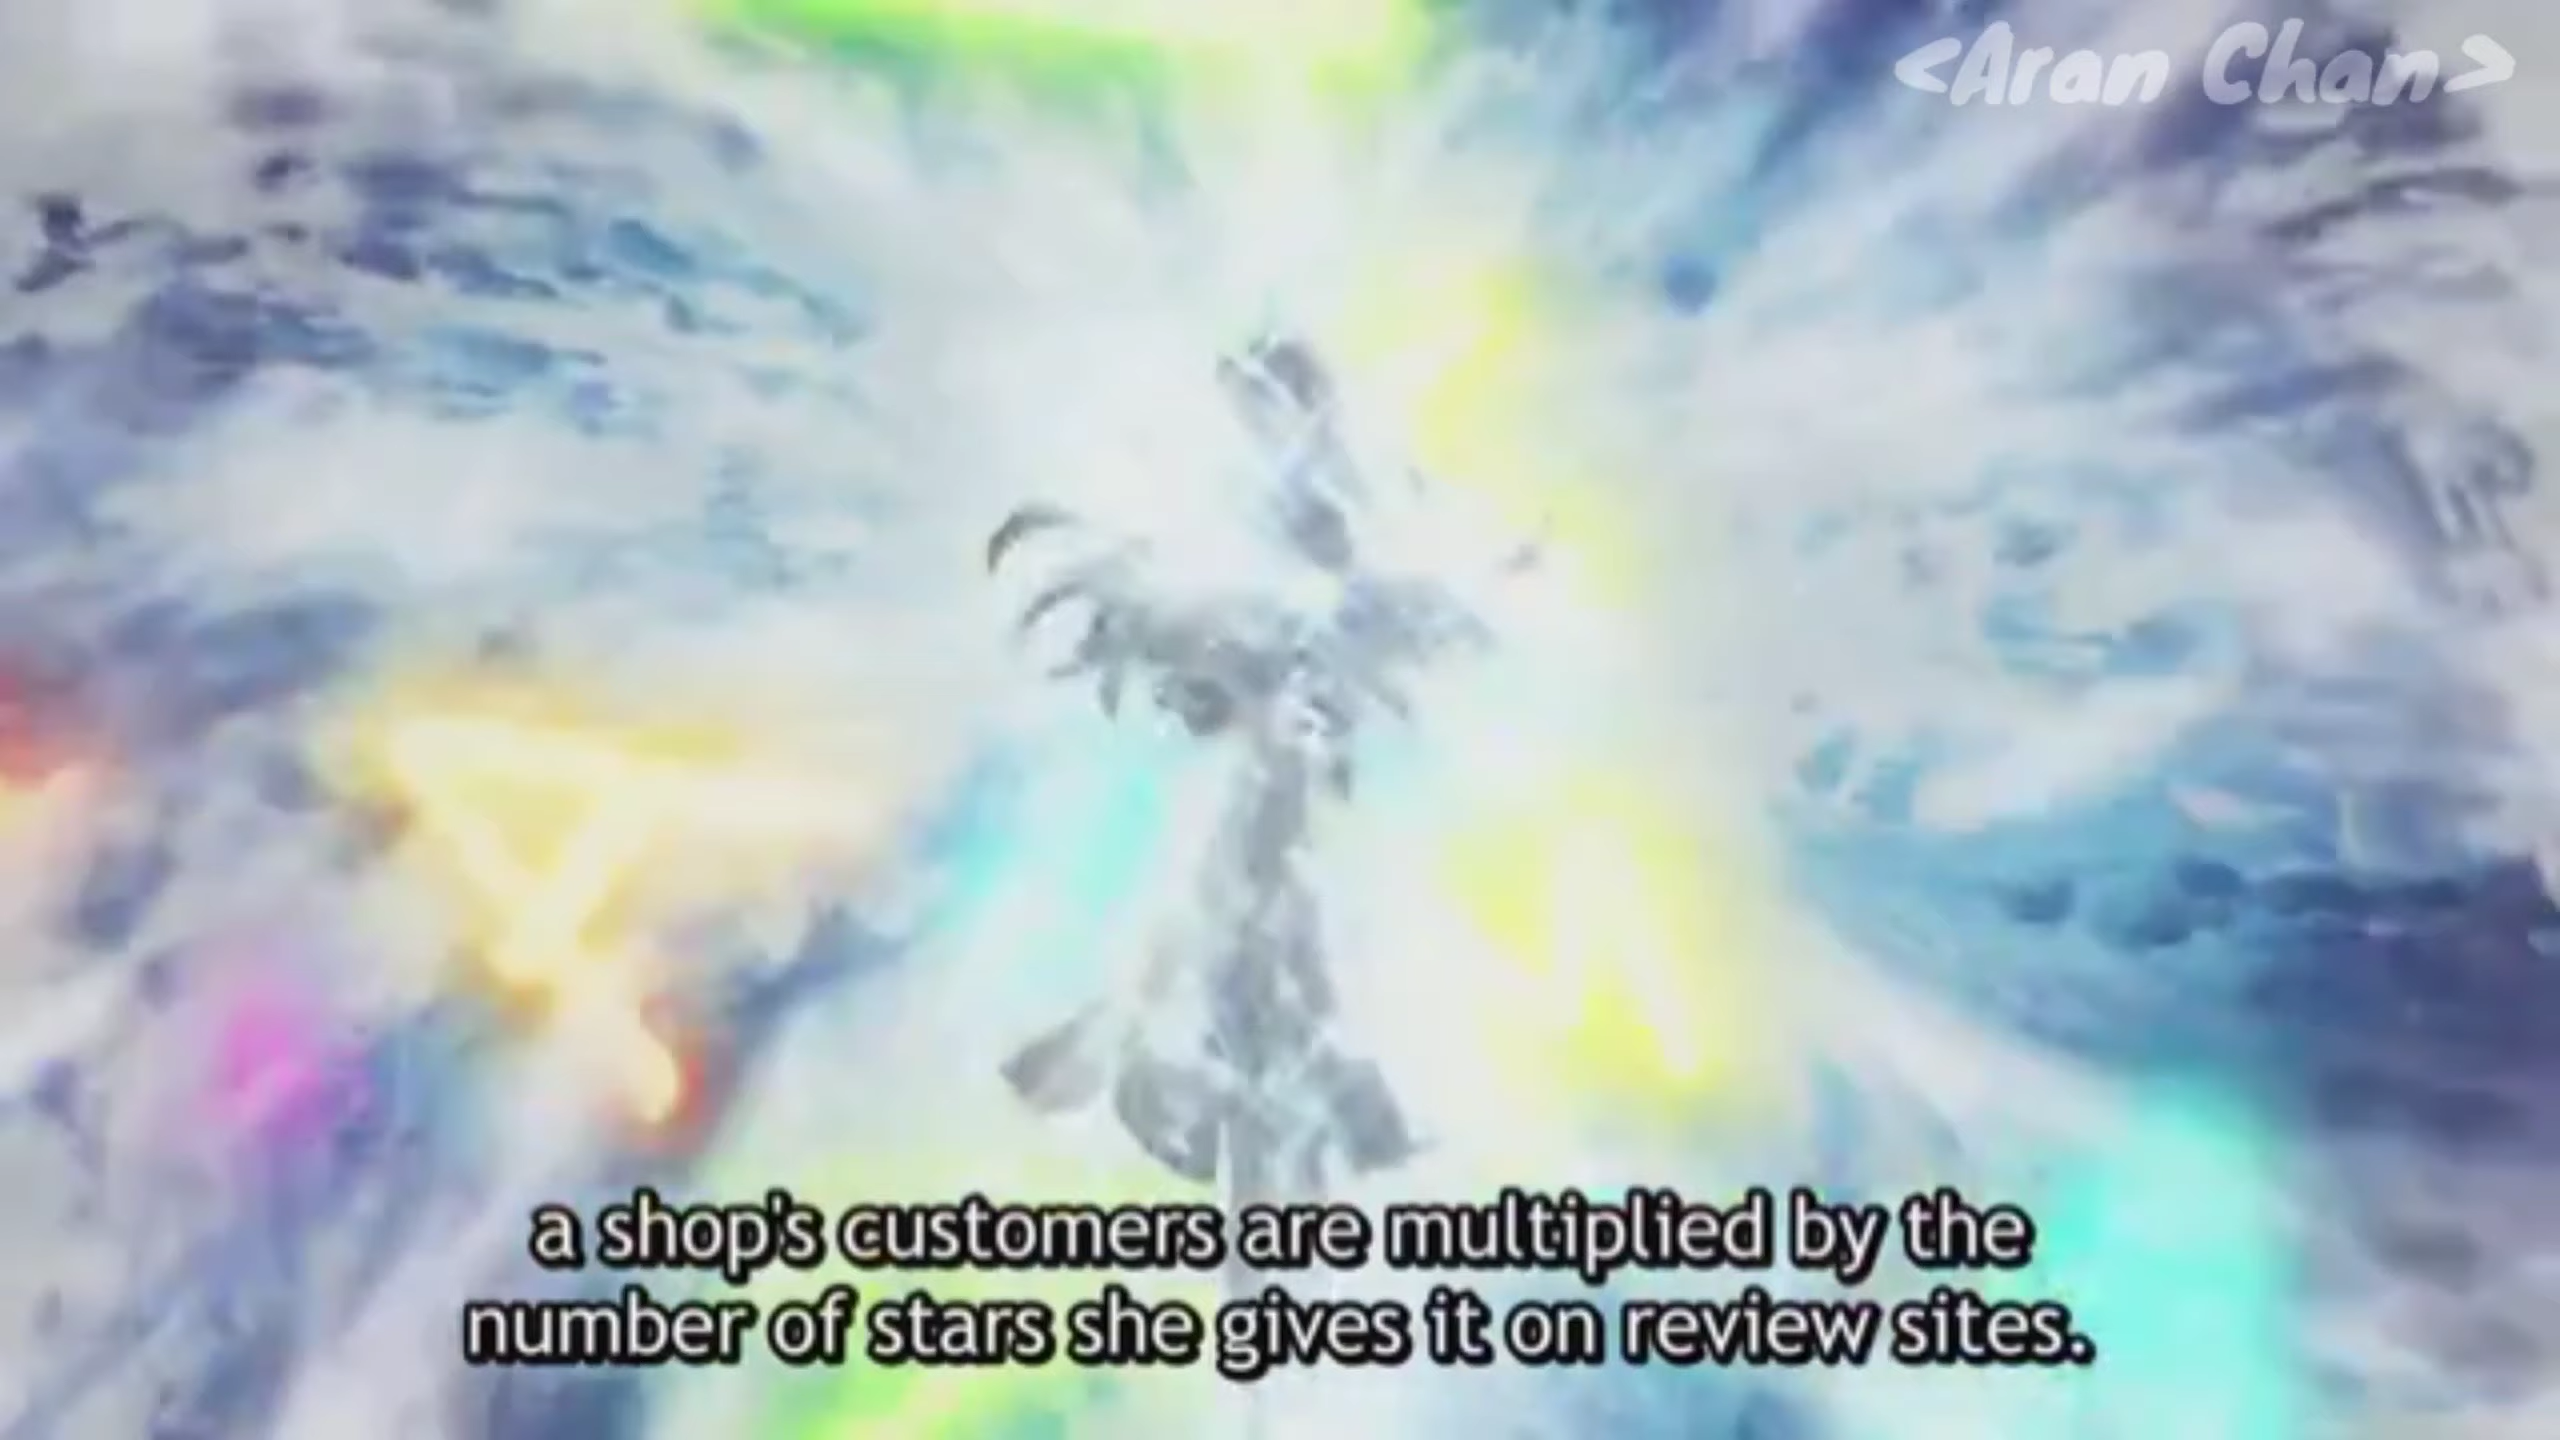 <Aran Chan>
a shop's customers are multiplied by the
number of stars she gives it on review sites.